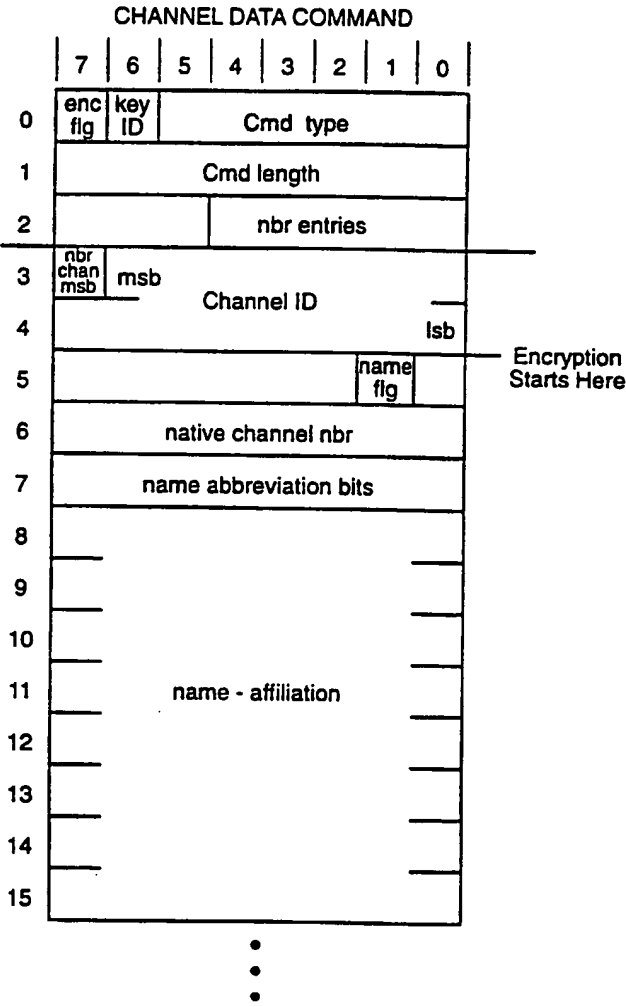 CHANNEL DATA COMMAND
7 6 5 4 3 2 1 0
0 enc flg key ID Cmd type
1 Cmd length
2 nbr entries
3 nbr chan msb msb
Channel ID
4 lsb
Encryption
Starts Here
5 name flg
6 native channel nbr
7 name abbreviation bits
8
9
10
11 name - affiliation
12
13
14
15